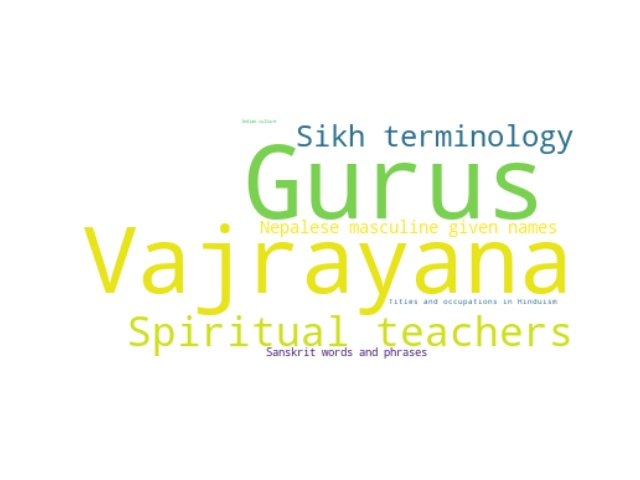 Indian culture
Sikh terminology
Gurus
Nepalese masculine given names
Vajrayana
Titles and occupations in Hinduism
Spiritual teachers
Sanskrit words and phrases